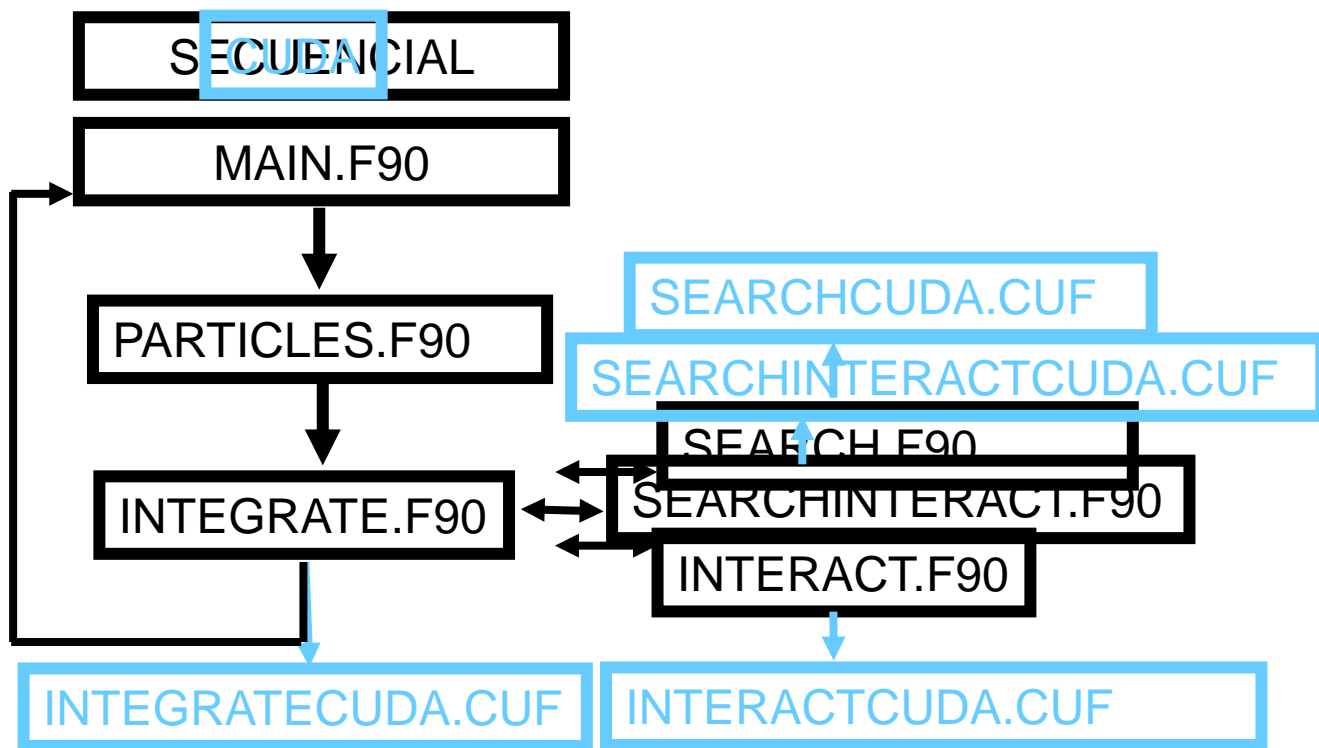 SECUENCIAL
CUDA
MAIN.F90
PARTICLES.F90
INTEGRATE.F90
SEARCHCUDA.CUF
SEARCHINTERACTCUDA.CUF
SEARCH.F90
SEARCHINTERACT.F90
INTERACT.F90
INTEGRATECUDA.CUF
INTERACTCUDA.CUF